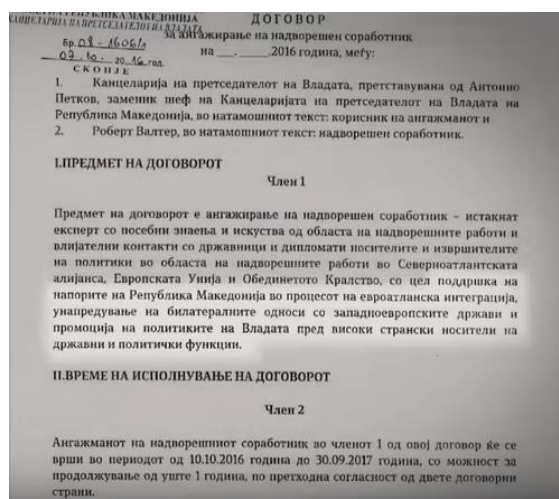 РЕПУБЛИКА МАКЕДОНИЈА
КАНЦЕЛАРИЈА НА ПРЕТСЕДАТЕЛОТ НА ВЛАДАТА
Бр. 08-1606/1
03.10. 2016 год.
СКОПЈЕ
ДОГОВОР
за ангажирање на надворешен соработник
на ___.______.2016 година, меѓу:
1. Канцеларија на претседателот на Владата, претставувана од Антонио
Петков, заменик шеф на Канцеларијата на претседателот на Владата на
Република Македонија, во натамошниот текст: корисник на ангажманот и
2. Роберт Валтер, во натамошниот текст: надворешен соработник.
I.ПРЕДМЕТ НА ДОГОВОРОТ
Член 1
Предмет на договорот е ангажирање на надворешен соработник – истакнат
експерт со посебни знаења и искуства од областа на надворешните работи и
влијателни контакти со државници и дипломати носителите и извршителите
на политики во областа на надворешните работи во Северноатлантската
алијанса, Европската Унија и Обединетото Кралство, со цел поддршка на
напорите на Република Македонија во процесот на евроатланска интеграција,
унапредување на билатералните односи со западноевропските држави и
промоција на политиките на Владата пред високи странски носители на
државни и политички функции.
II.ВРЕМЕ НА ИСПОЛНУВАЊЕ НА ДОГОВОРОТ
Член 2
Ангажманот на надворешниот соработник во членот 1 од овој договор ќе се
врши во периодот од 10.10.2016 година до 30.09.2017 година, со можност за
продолжување од уште 1 година, по претходна согласност од двете договорни
страни.